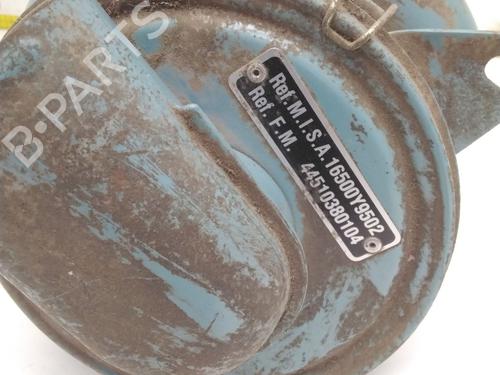 B-PARTS
Ref. M.I.S.A. 16500Y9502
Ref. F.M. 44510380104